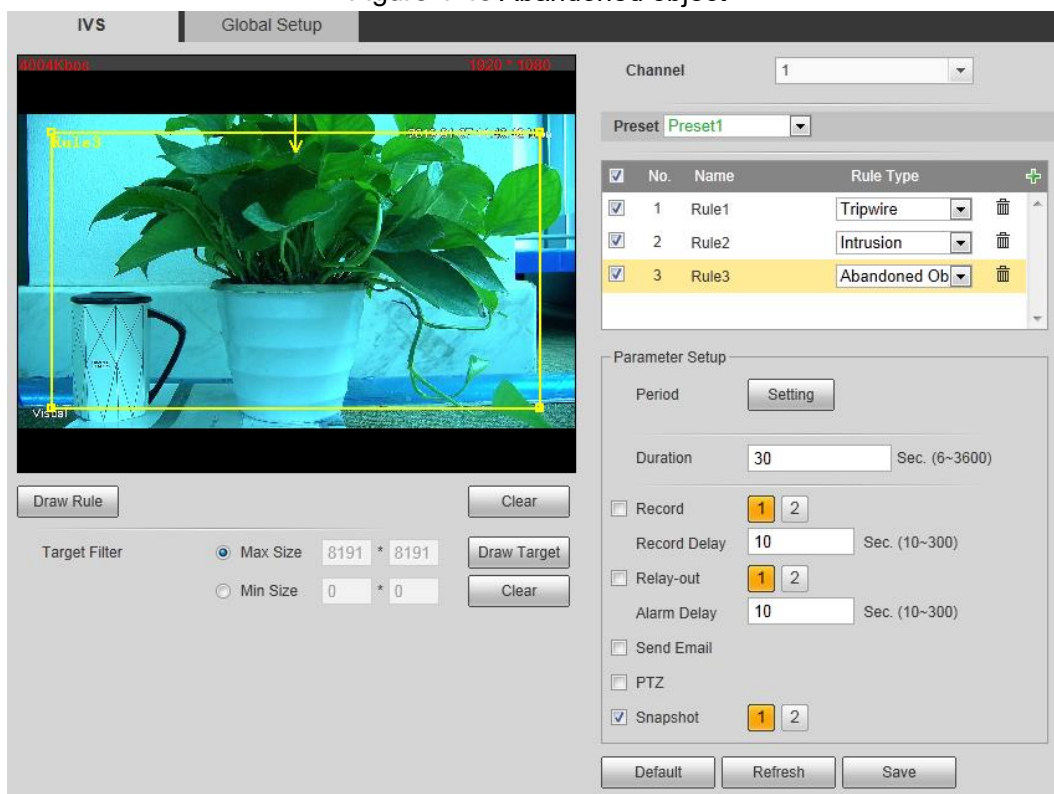 Abandoned object
IVS
Global Setup
4004Kbps
1920 * 1080
Rule3
Visual
Draw Rule
Clear
Target Filter
Max Size 8191 * 8191
Draw Target
Min Size 0 * 0
Clear
Channel 1
Preset Preset1
No. Name Rule Type
1 Rule1 Tripwire
2 Rule2 Intrusion
3 Rule3 Abandoned Ob
Parameter Setup
Period Setting
Duration 30 Sec. (6~3600)
Record 1 2
Record Delay 10 Sec. (10~300)
Relay-out 1 2
Alarm Delay 10 Sec. (10~300)
Send Email
PTZ
Snapshot 1 2
Default Refresh Save